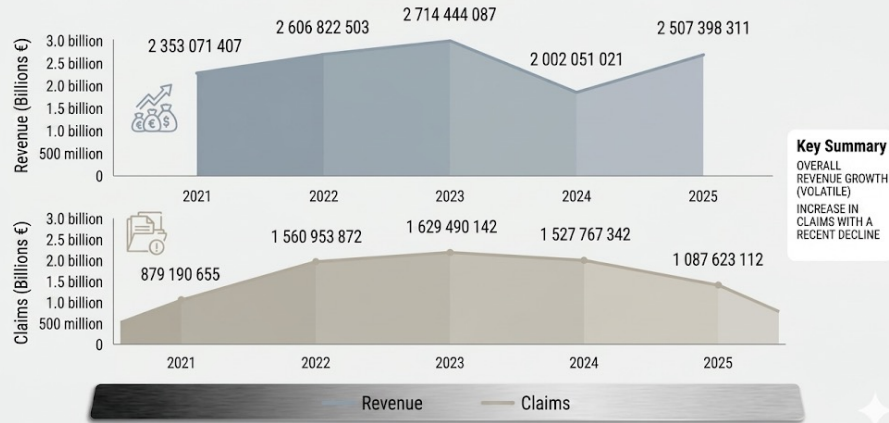 2 353 071 407
2 606 822 503
2 714 444 087
2 002 051 021
2 507 398 311
Revenue (Billions €)
3.0 billion
2.5 billion
2.0 billion
1.5 billion
1.0 billion
500 million
0
2021 2022 2023 2024 2025
Key Summary
OVERALL
REVENUE GROWTH
(VOLATILE)
INCREASE IN
CLAIMS WITH A
RECENT DECLINE
879 190 655
1 560 953 872
1 629 490 142
1 527 767 342
1 087 623 112
Claims (Billions €)
3.0 billion
2.5 billion
2.0 billion
1.5 billion
1.0 billion
500 million
0
2021 2022 2023 2024 2025
Revenue Claims